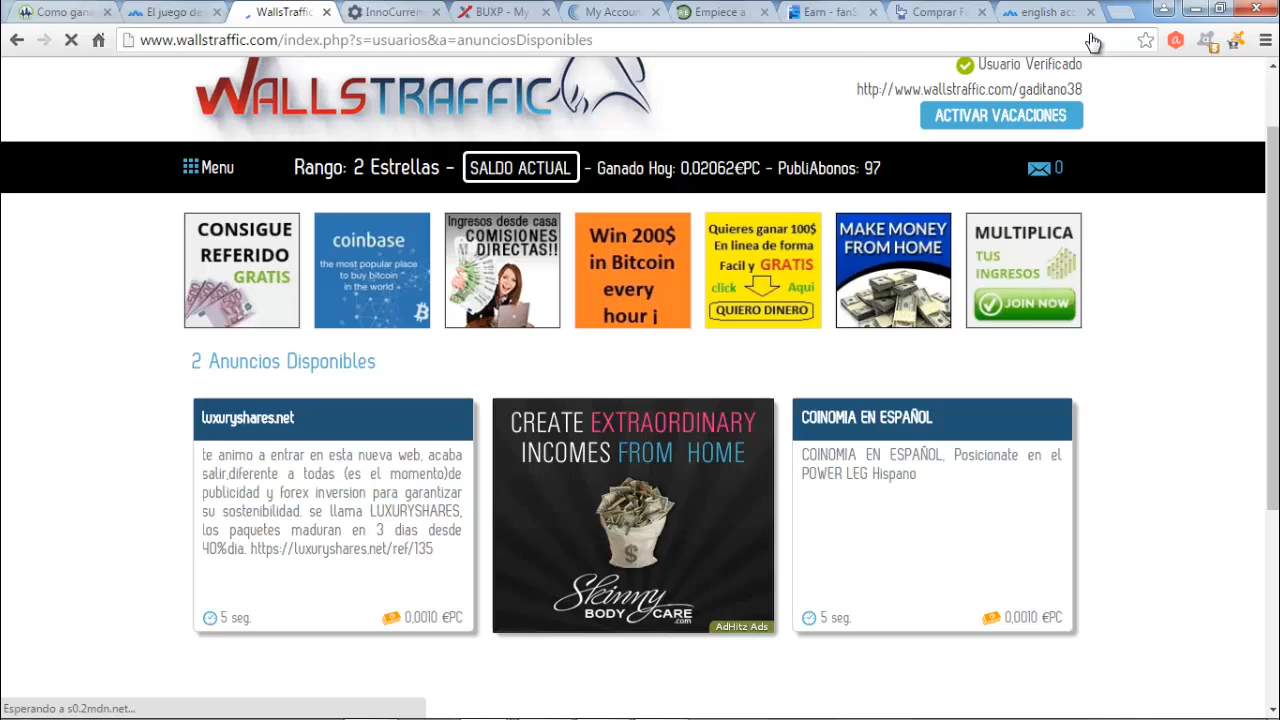 Como gan
El juego de
WallsTraffic
InnoCurren
BUXP - My
My Accoun
Empiece a
Earn - fanS
Comprar R
english acc
www.wallstraffic.com/index.php?s=usuarios&a=anunciosDisponibles
WALLSTRAFFIC
Usuario Verificado
http://www.wallstraffic.com/gaditano38
ACTIVAR VACACIONES
Menu
Rango: 2 Estrellas - SALDO ACTUAL - Ganado Hoy: 0,02062€PC - PubliAbonos: 97
0
CONSIGUE
REFERIDO
GRATIS
coinbase
the most popular place
to buy bitcoin
in the world
Ingresos desde casa
COMISIONES
DIRECTAS!!
Win 200$
in Bitcoin
every
hour ¡
Quieres ganar 100$
En linea de forma
Facil y GRATIS
click Aqui
QUIERO DINERO
MAKE MONEY
FROM HOME
MULTIPLICA
TUS
INGRESOS
JOIN NOW
2 Anuncios Disponibles
luxuryshares.net
te animo a entrar en esta nueva web, acaba
salir,diferente a todas (es el momento)de
publicidad y forex inversion para garantizar
su sostenibilidad. se llama LUXURYSHARES,
los paquetes maduran en 3 dias desde
40%dia. https://luxuryshares.net/ref/135
5 seg.
0,0010 €PC
CREATE EXTRAORDINARY
INCOMES FROM HOME
$
Skinny
BODY CARE
.com
AdHitz Ads
COINOMIA EN ESPAÑOL
COINOMIA EN ESPAÑOL, Posicionate en el
POWER LEG Hispano
5 seg.
0,0010 €PC
Esperando a s0.2mdn.net...